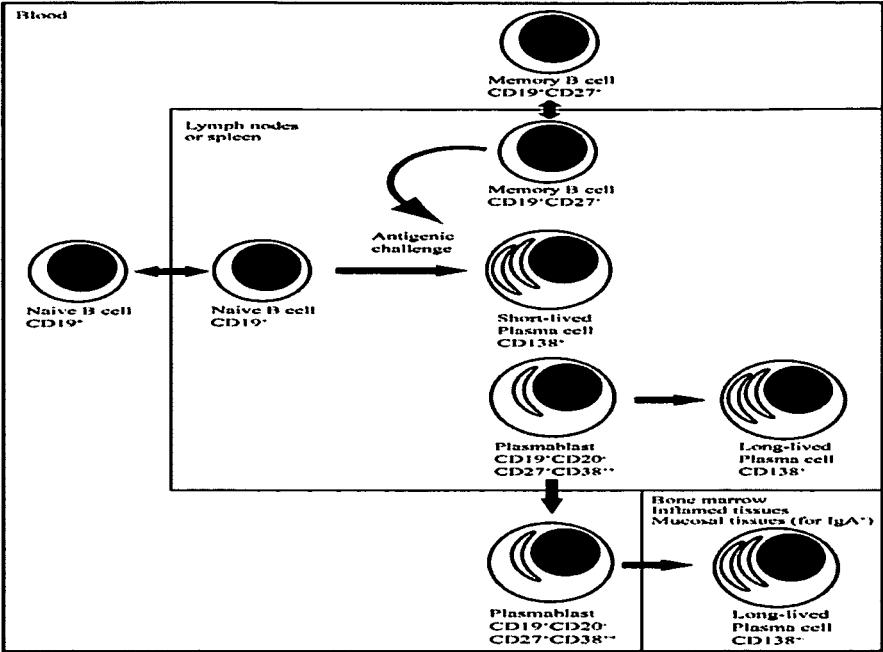 Blood
Memory B cell
CD19⁺CD27⁺
Lymph nodes
or spleen
Memory B cell
CD19⁺CD27⁺
Antigenic
challenge
Naive B cell
CD19⁺
Naive B cell
CD19⁺
Short-lived
Plasma cell
CD138⁺
Plasmablast
CD19⁺CD20⁻
CD27⁺CD38⁺⁺
Long-lived
Plasma cell
CD138⁺
Bone marrow
Inflamed tissues
Mucosal tissues (for IgA⁺)
Plasmablast
CD19⁺CD20⁻
CD27⁺CD38⁺⁺
Long-lived
Plasma cell
CD138⁺